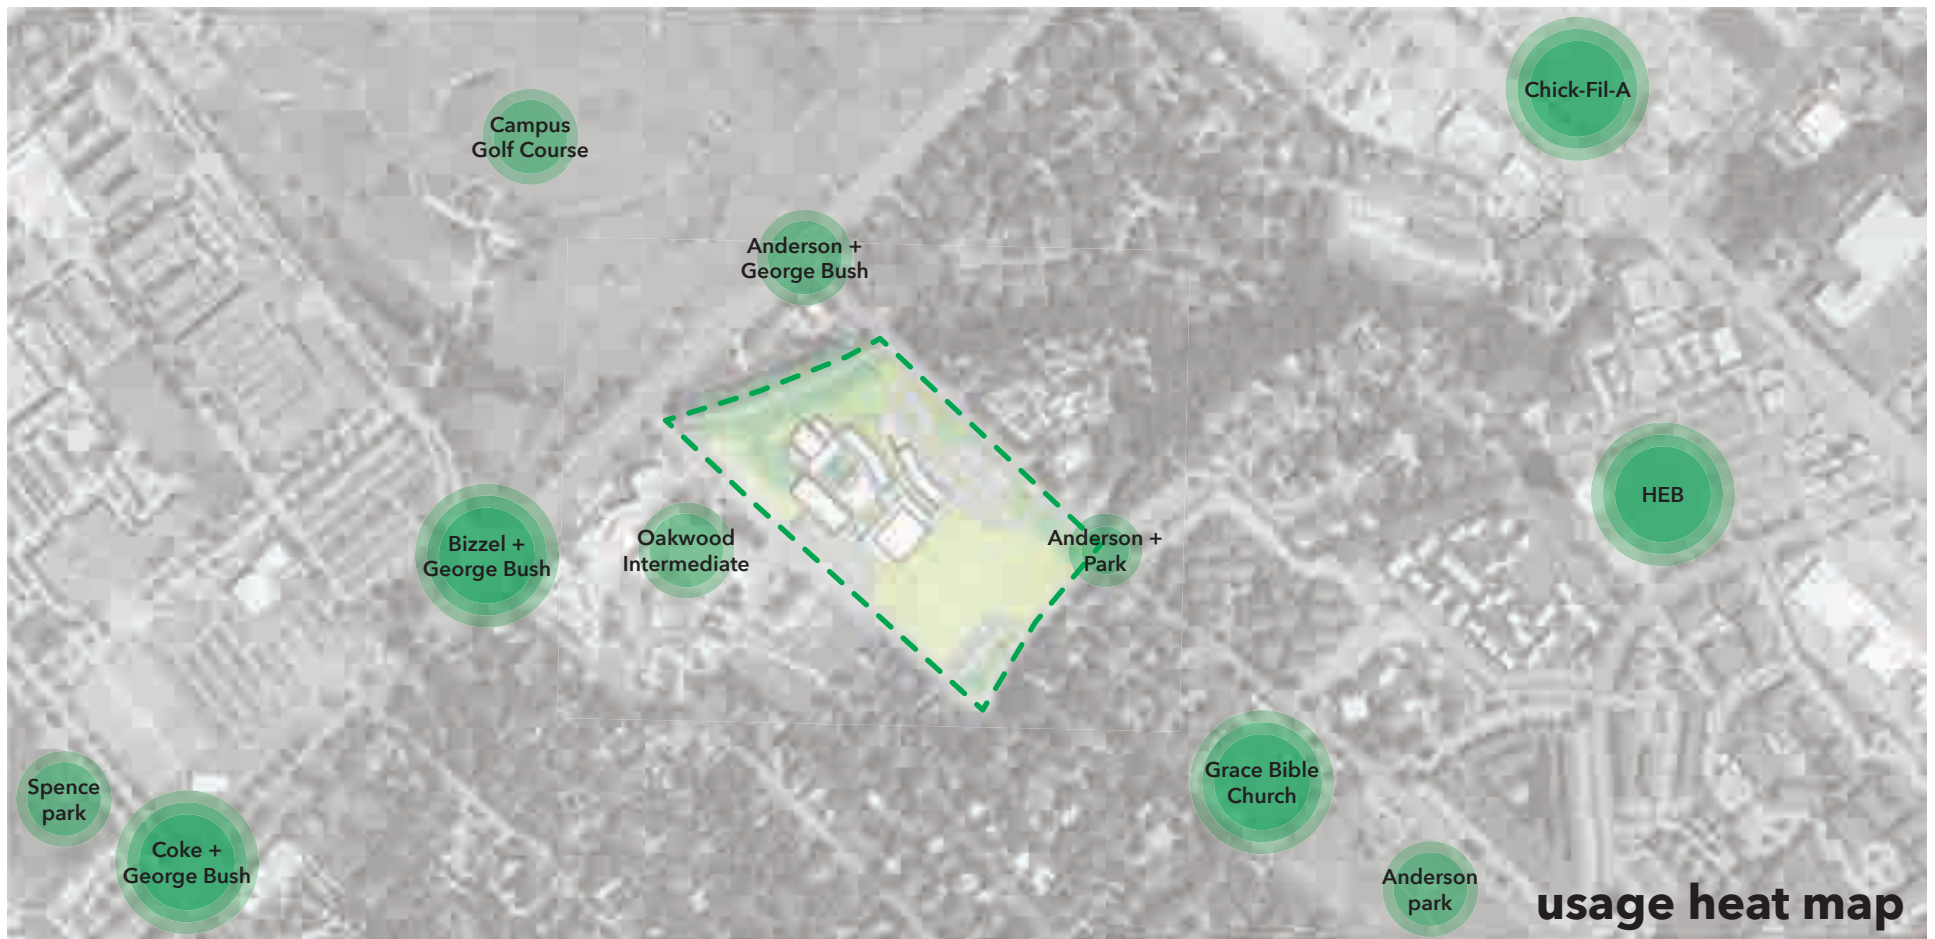 Chick-Fil-A
Campus
Golf Course
Anderson +
George Bush
HEB
Bizzel +
George Bush
Oakwood
Intermediate
Anderson +
Park
Grace Bible
Church
Spence
park
Coke +
George Bush
Anderson
park
usage heat map